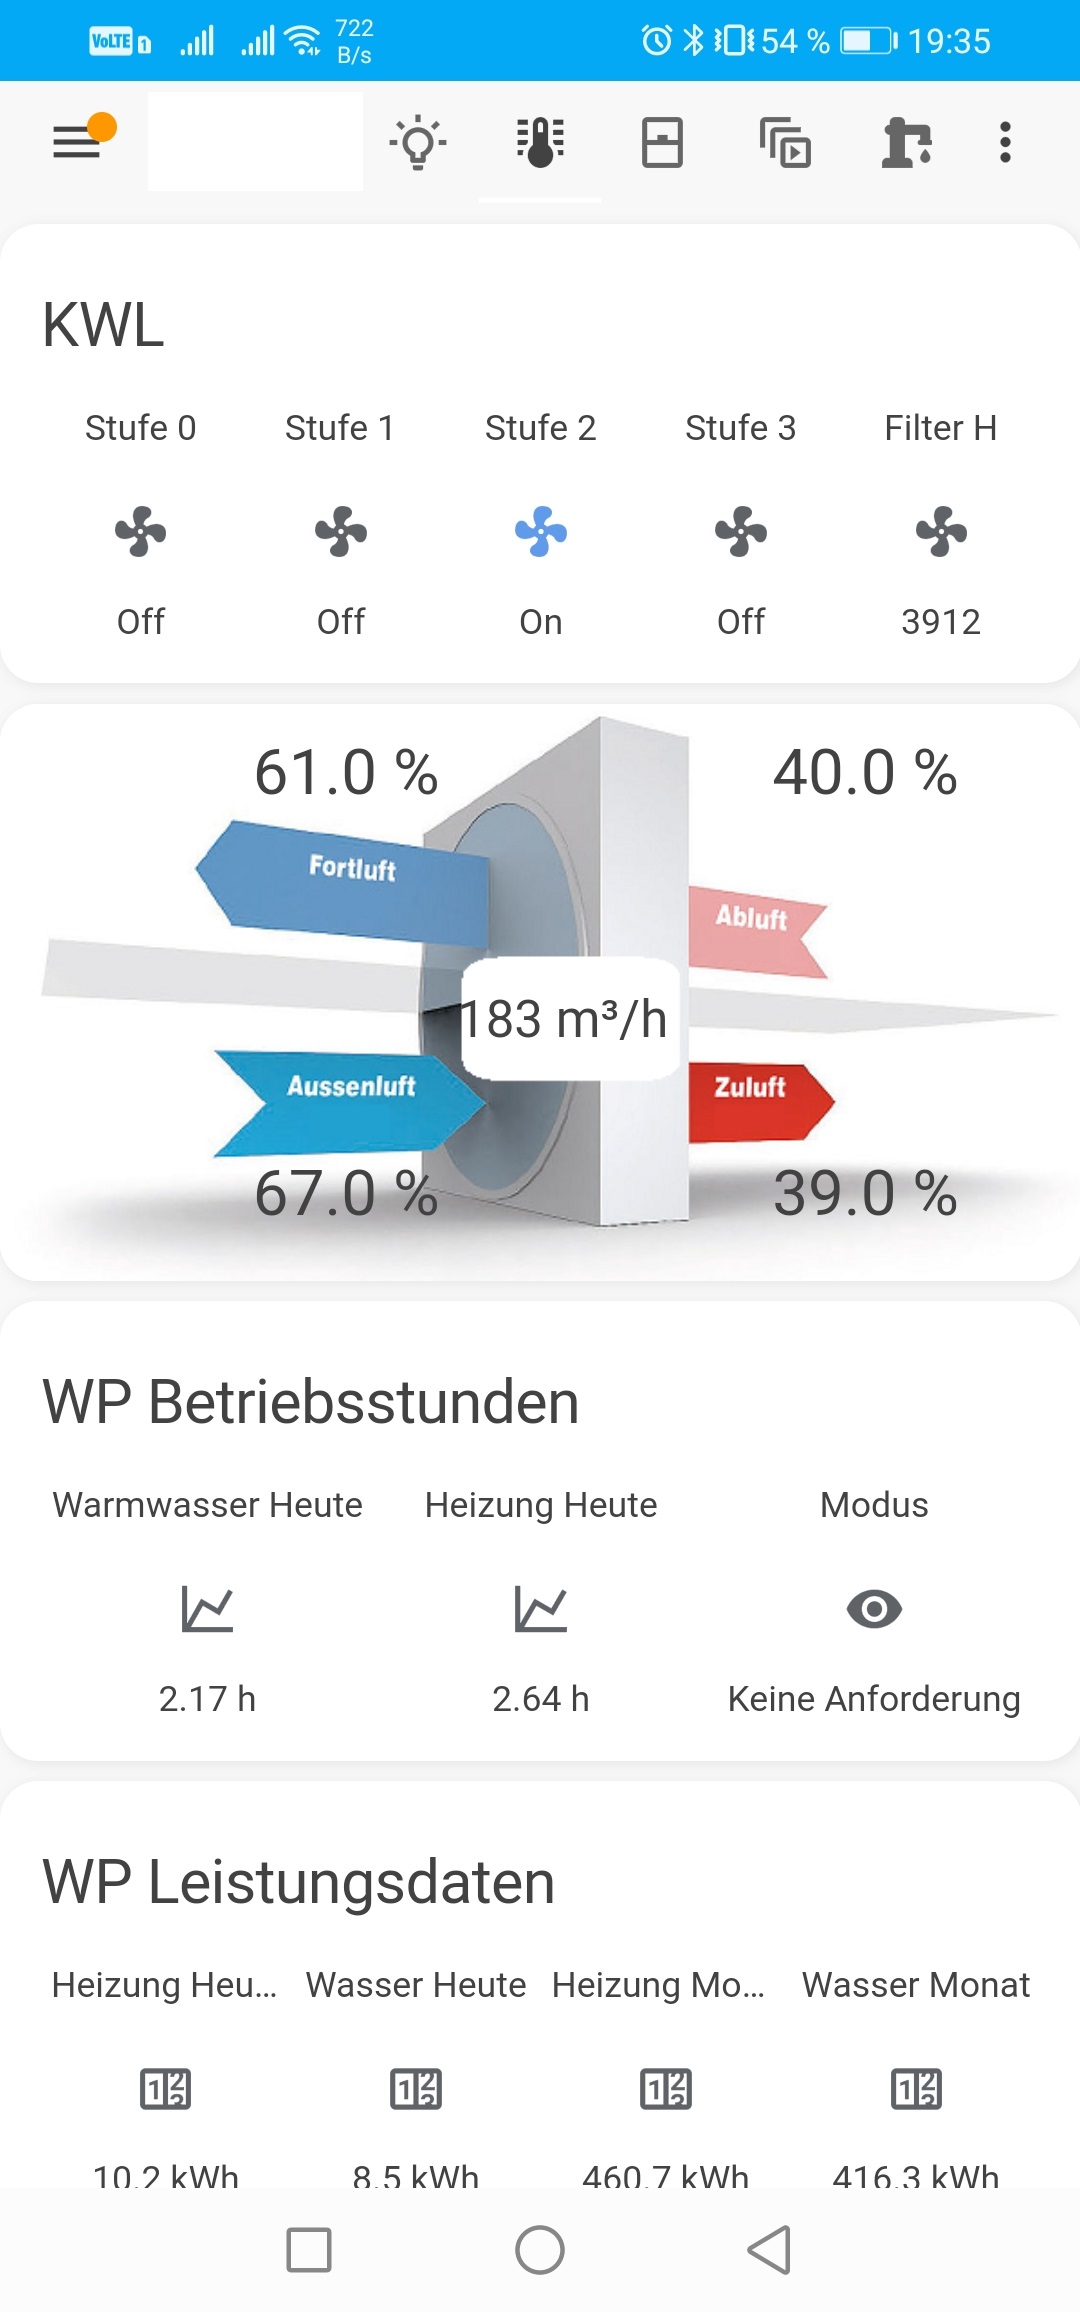 VoLTE 1 722 B/s 54 % 19:35
KWL
Stufe 0 Stufe 1 Stufe 2 Stufe 3 Filter H
Off Off On Off 3912
61.0 % 40.0 %
Fortluft
Abluft
183 m³/h
Aussenluft Zuluft
67.0 % 39.0 %
WP Betriebsstunden
Warmwasser Heute Heizung Heute Modus
2.17 h 2.64 h Keine Anforderung
WP Leistungsdaten
Heizung Heu... Wasser Heute Heizung Mo... Wasser Monat
10.2 kWh 8.5 kWh 460.7 kWh 416.3 kWh